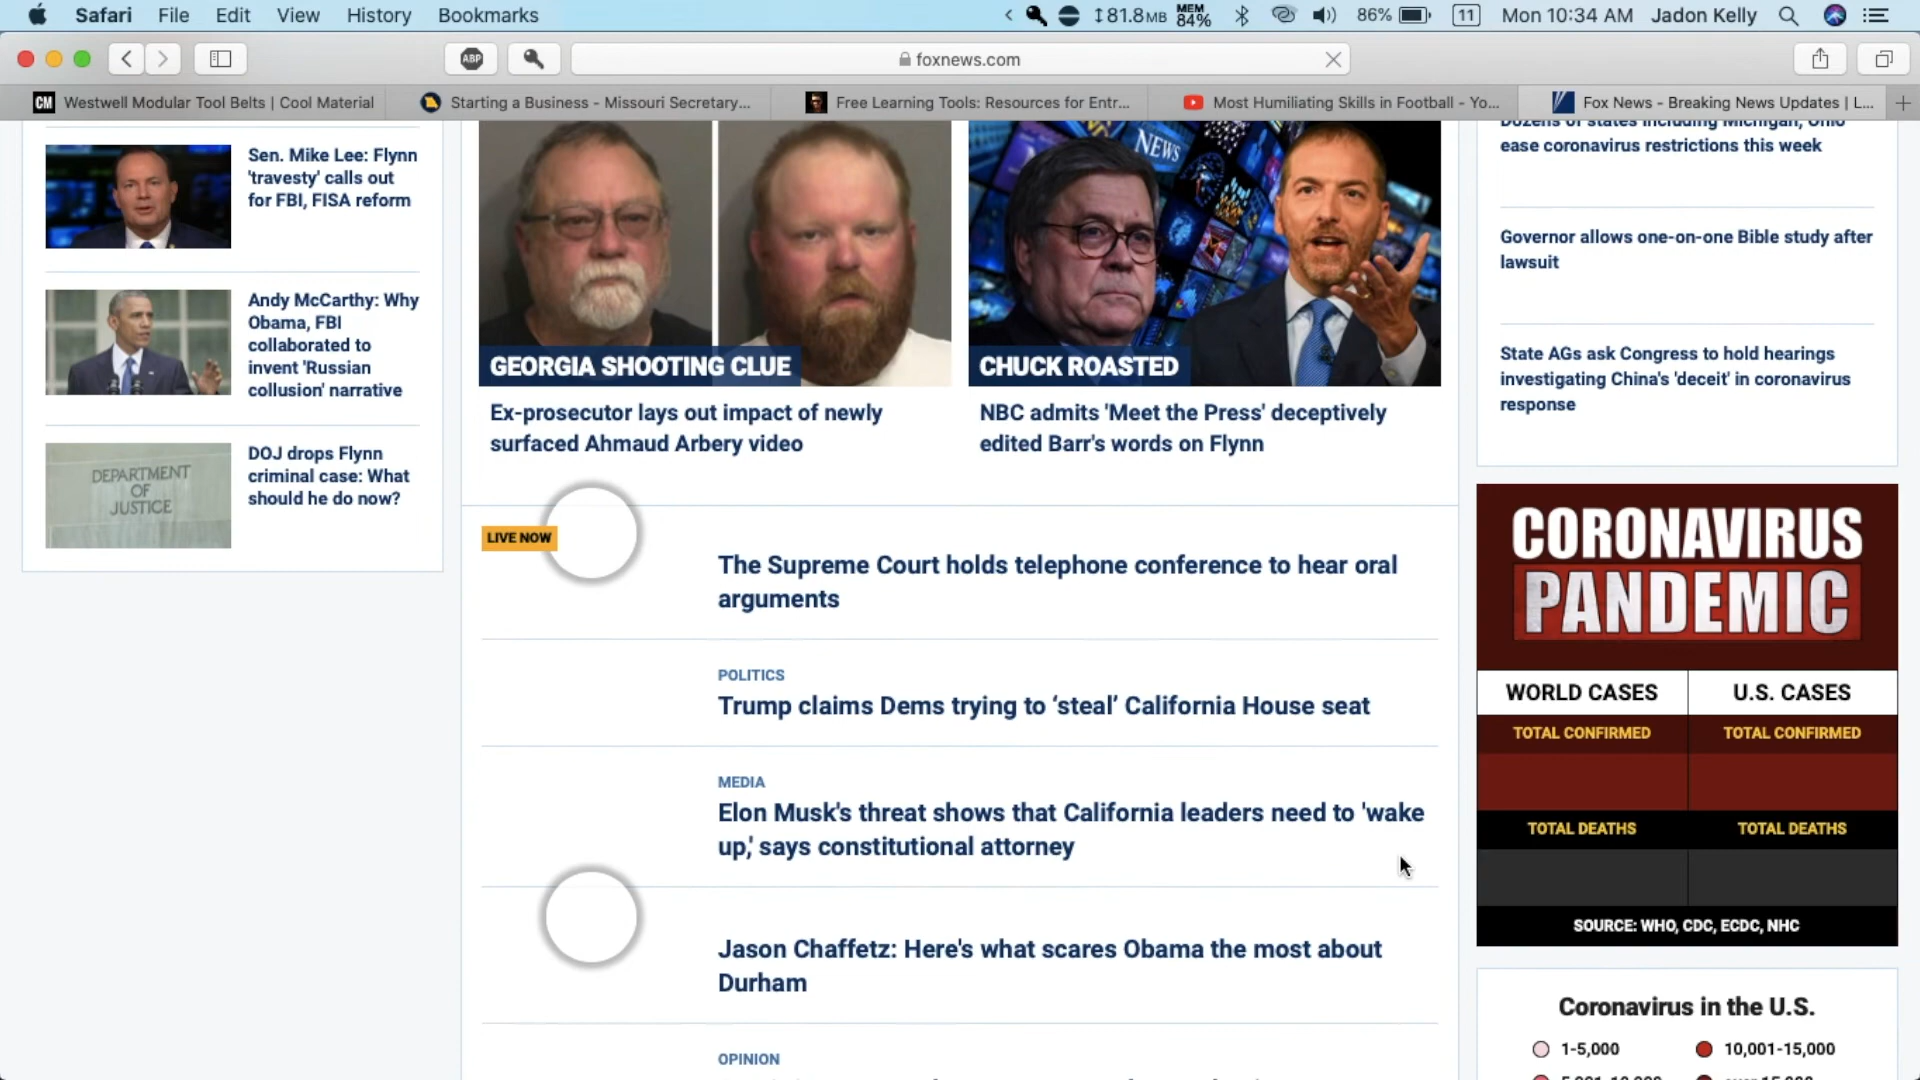 Safari File Edit View History Bookmarks
81.8MB MEM 84% 86% 11 Mon 10:34 AM Jadon Kelly
ABP
foxnews.com
CM Westwell Modular Tool Belts | Cool Material
Starting a Business - Missouri Secretary...
Free Learning Tools: Resources for Entr...
Most Humiliating Skills in Football - Yo...
Fox News - Breaking News Updates | L...
Sen. Mike Lee: Flynn
'travesty' calls out
for FBI, FISA reform
Andy McCarthy: Why
Obama, FBI
collaborated to
invent 'Russian
collusion' narrative
DEPARTMENT
OF
JUSTICE
DOJ drops Flynn
criminal case: What
should he do now?
GEORGIA SHOOTING CLUE
Ex-prosecutor lays out impact of newly
surfaced Ahmaud Arbery video
NEWS
CHUCK ROASTED
NBC admits 'Meet the Press' deceptively
edited Barr's words on Flynn
LIVE NOW
The Supreme Court holds telephone conference to hear oral
arguments
POLITICS
Trump claims Dems trying to ‘steal’ California House seat
MEDIA
Elon Musk's threat shows that California leaders need to 'wake
up,' says constitutional attorney
Jason Chaffetz: Here's what scares Obama the most about
Durham
OPINION
Dozens of states including Michigan, Ohio
ease coronavirus restrictions this week
Governor allows one-on-one Bible study after
lawsuit
State AGs ask Congress to hold hearings
investigating China's 'deceit' in coronavirus
response
CORONAVIRUS
PANDEMIC
WORLD CASES U.S. CASES
TOTAL CONFIRMED TOTAL CONFIRMED
TOTAL DEATHS TOTAL DEATHS
SOURCE: WHO, CDC, ECDC, NHC
Coronavirus in the U.S.
1-5,000 10,001-15,000